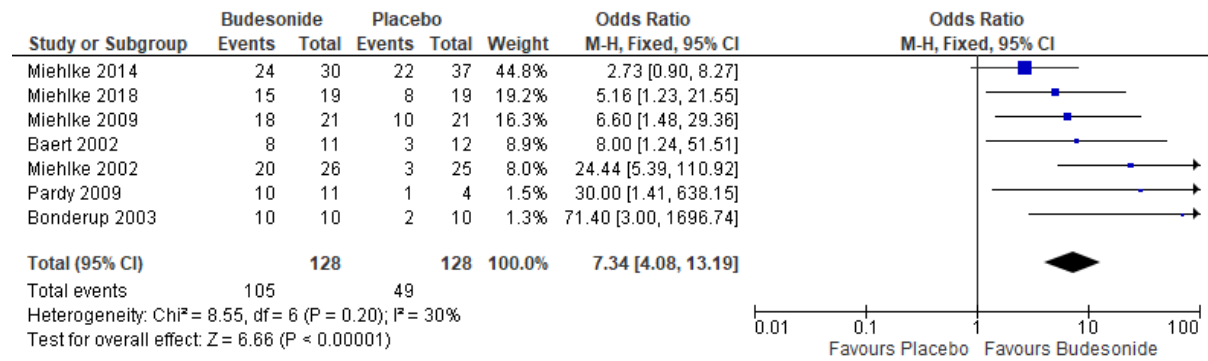 Budesonide Placebo Odds Ratio Odds Ratio
Study or Subgroup Events Total Events Total Weight M-H, Fixed, 95% CI M-H, Fixed, 95% CI
Miehlke 2014 24 30 22 37 44.8% 2.73 [0.90, 8.27]
Miehlke 2018 15 19 8 19 19.2% 5.16 [1.23, 21.55]
Miehlke 2009 18 21 10 21 16.3% 6.60 [1.48, 29.36]
Baert 2002 8 11 3 12 8.9% 8.00 [1.24, 51.51]
Miehlke 2002 20 26 3 25 8.0% 24.44 [5.39, 110.92]
Pardy 2009 10 11 1 4 1.5% 30.00 [1.41, 638.15]
Bonderup 2003 10 10 2 10 1.3% 71.40 [3.00, 1696.74]
Total (95% CI) 128 128 100.0% 7.34 [4.08, 13.19]
Total events 105 49
Heterogeneity: Chi² = 8.55, df = 6 (P = 0.20); I² = 30%
Test for overall effect: Z = 6.66 (P < 0.00001)
0.01 0.1 1 10 100
Favours Placebo Favours Budesonide